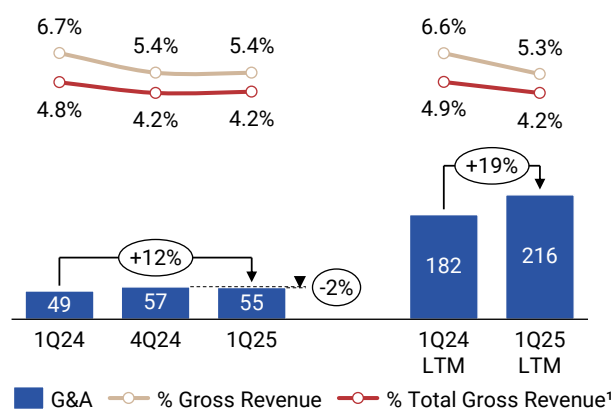 6.7% 5.4% 5.4% 6.6% 5.3%
4.8% 4.2% 4.2% 4.9% 4.2%
+19%
+12%
-2%
49 57 55 182 216
1Q24 4Q24 1Q25 1Q24 LTM 1Q25 LTM
G&A % Gross Revenue % Total Gross Revenue¹